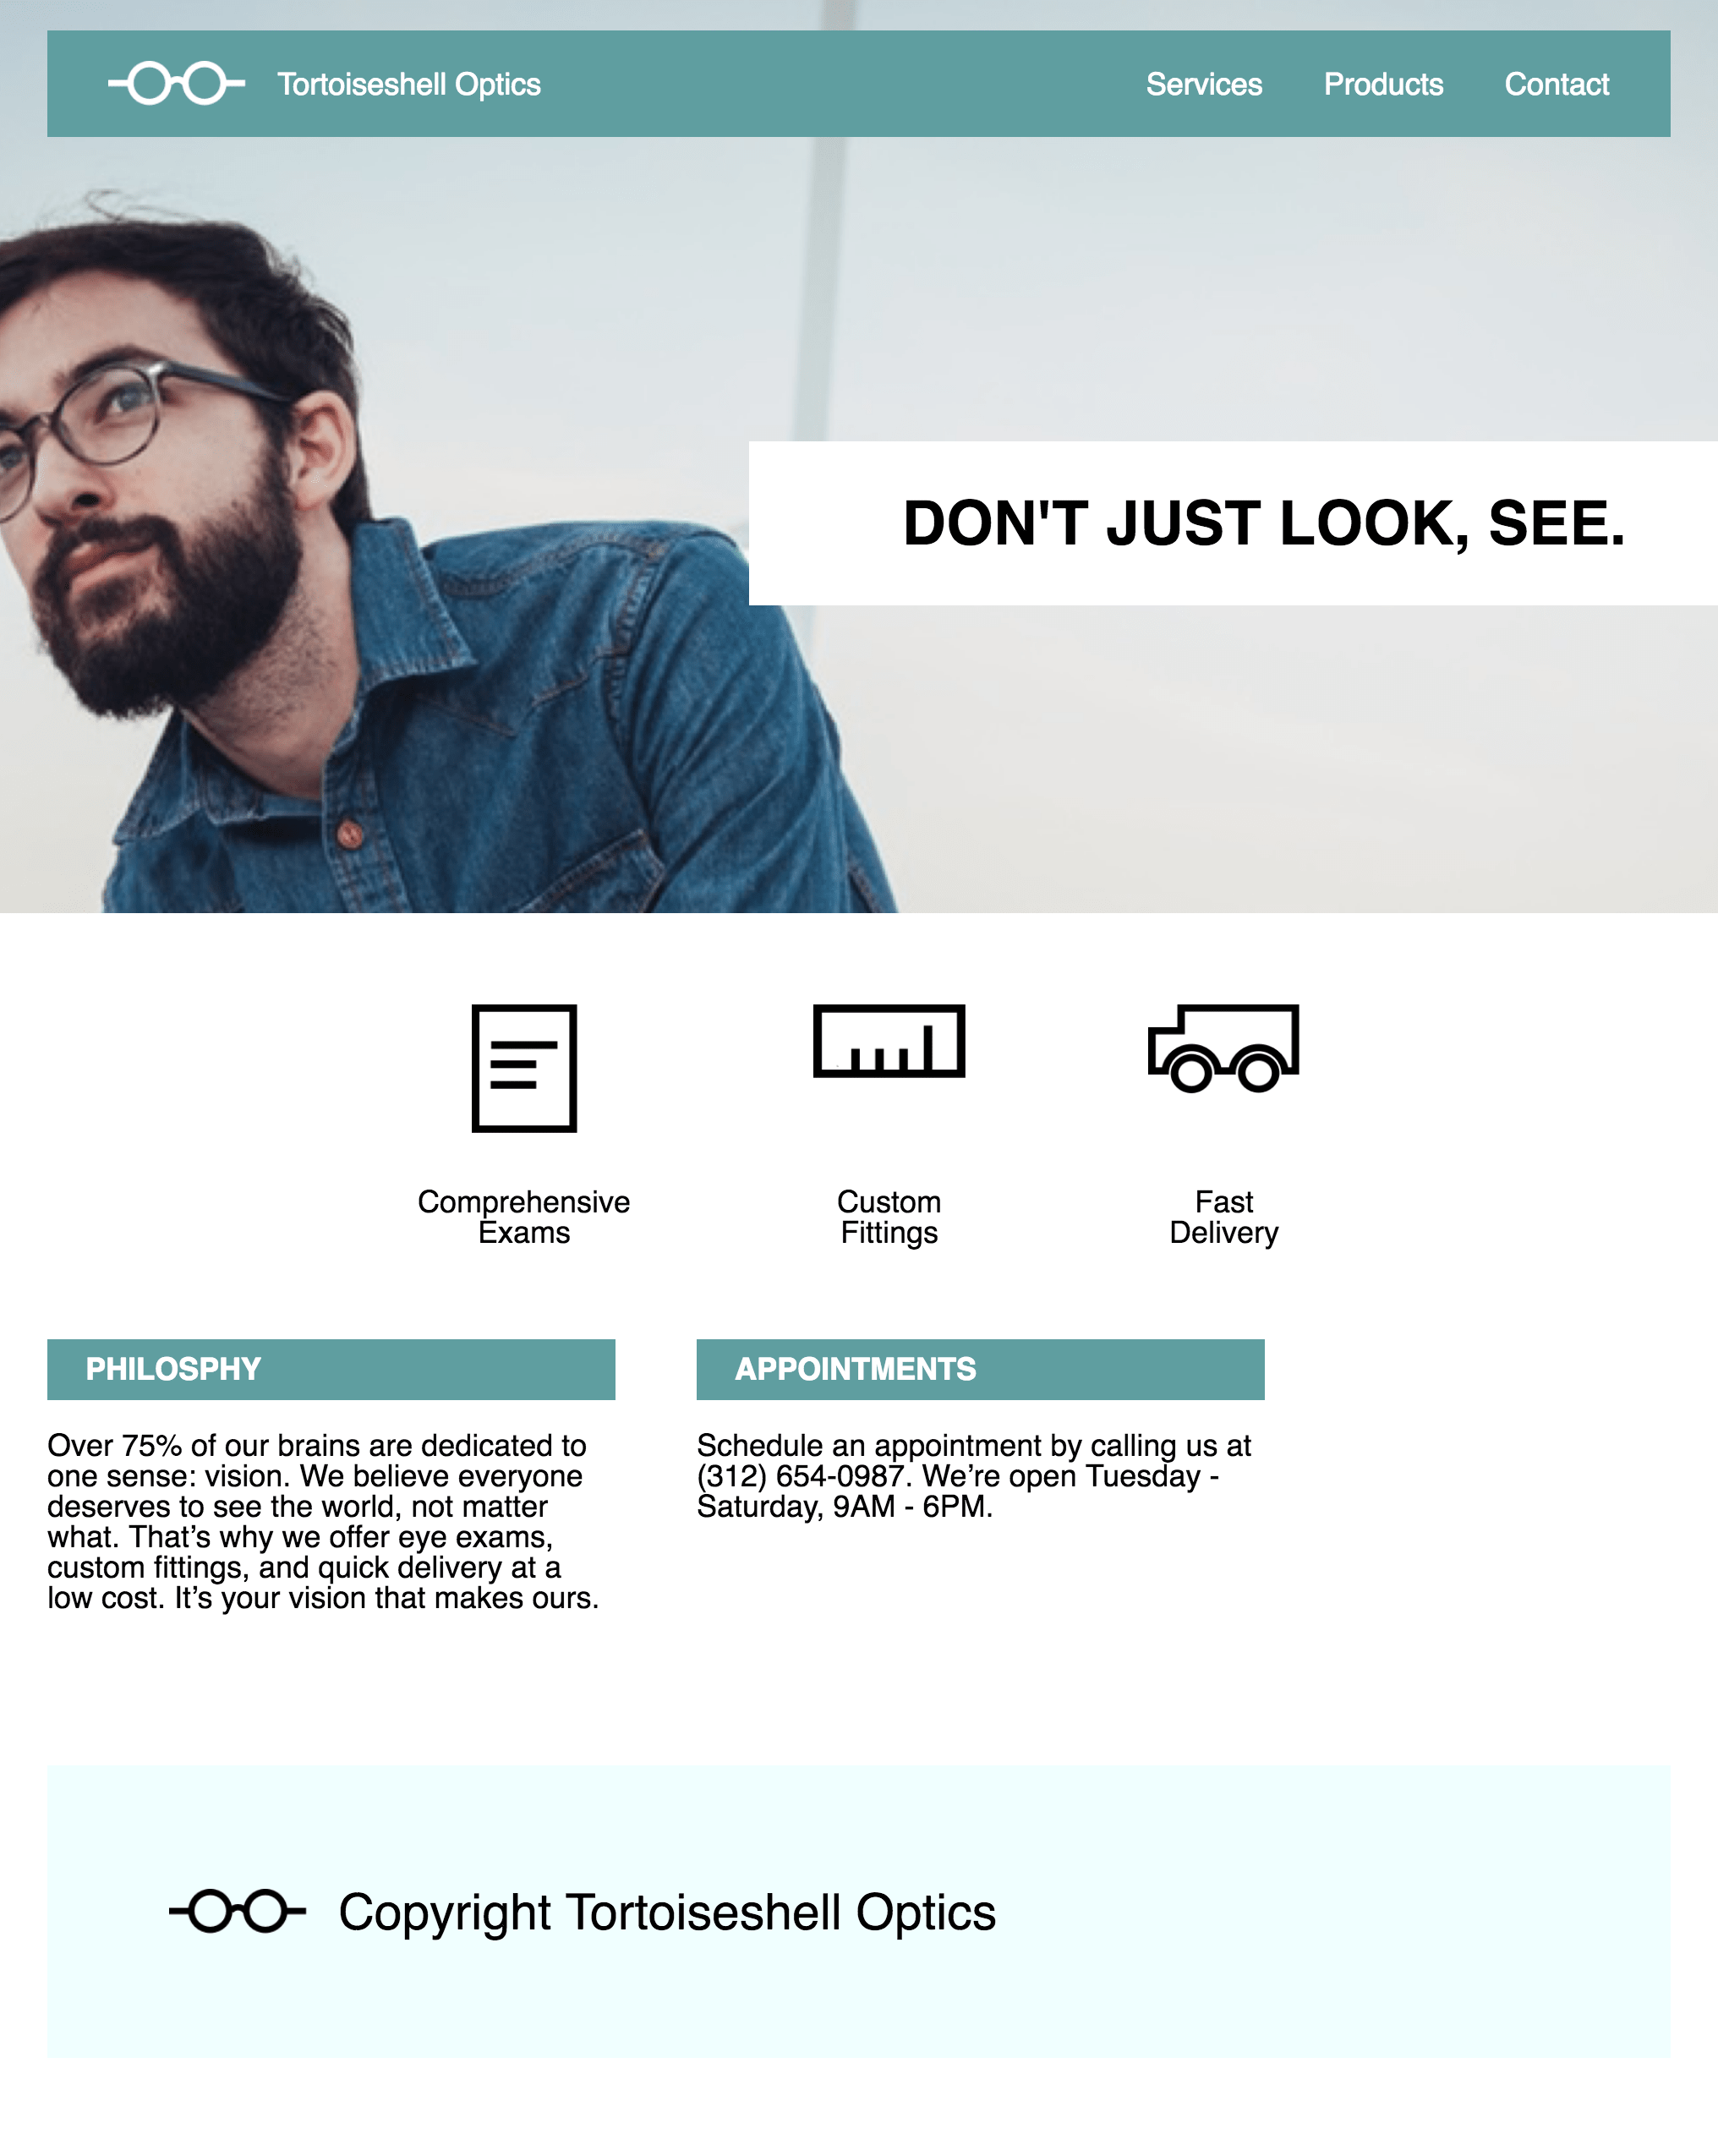 Tortoiseshell Optics
Services Products Contact
DON'T JUST LOOK, SEE.
Comprehensive
Exams
Custom
Fittings
Fast
Delivery
PHILOSPHY
Over 75% of our brains are dedicated to
one sense: vision. We believe everyone
deserves to see the world, not matter
what. That’s why we offer eye exams,
custom fittings, and quick delivery at a
low cost. It’s your vision that makes ours.
APPOINTMENTS
Schedule an appointment by calling us at
(312) 654-0987. We’re open Tuesday -
Saturday, 9AM - 6PM.
Copyright Tortoiseshell Optics